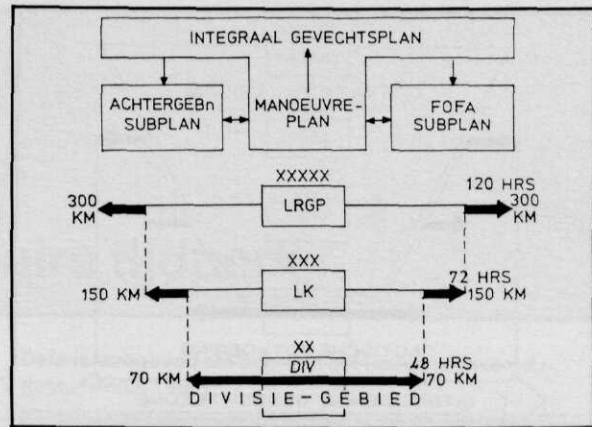 INTEGRAAL GEVECHTSPLAN
ACHTERGEBn
SUBPLAN
MANOEUVRE-
PLAN
FOFA
SUBPLAN
XXXXX
300
KM
LRGP
120 HRS
300
KM
XXX
150 KM
LK
72 HRS
150 KM
XX
70 KM
DIV
48 HRS
70 KM
DIVISIE-GEBIED